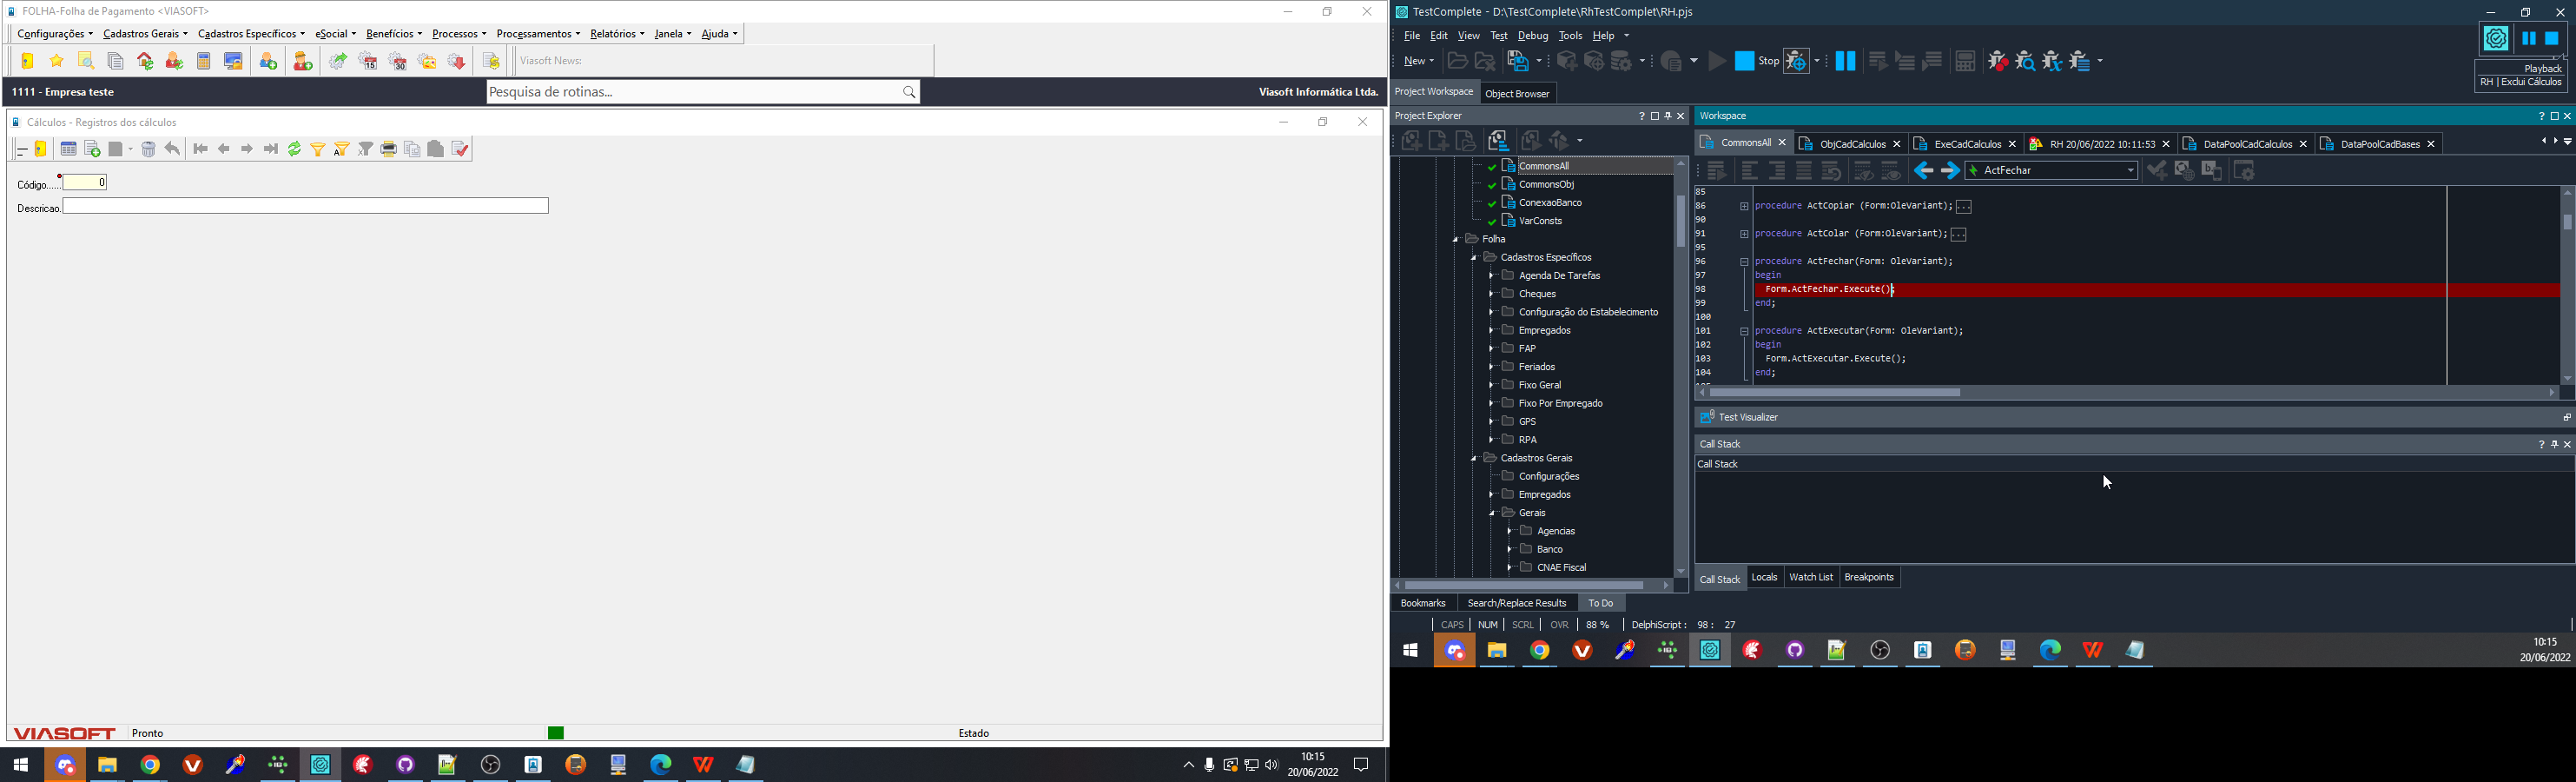 FOLHA-Folha de Pagamento <VIASOFT>
Configurações Cadastros Gerais Cadastros Específicos eSocial Benefícios Processos Processamentos Relatórios Janela Ajuda
Viasoft News:
1111 - Empresa teste
Pesquisa de rotinas...
Viasoft Informática Ltda.
Cálculos - Registros dos cálculos
Código...... 0
Descricao.
VIASOFT
Pronto
Estado
10:15
20/06/2022
TestComplete - D:\TestComplete\RhTestComplet\RH.pjs
File Edit View Test Debug Tools Help
New
Stop
Playback
RH | Exclui Cálculos
Project Workspace
Object Browser
Project Explorer
CommonsAll
CommonsObj
ConexaoBanco
VarConsts
Folha
Cadastros Específicos
Agenda De Tarefas
Cheques
Configuração do Estabelecimento
Empregados
FAP
Feriados
Fixo Geral
Fixo Por Empregado
GPS
RPA
Cadastros Gerais
Configurações
Empregados
Gerais
Agencias
Banco
CNAE Fiscal
Workspace
CommonsAll ObjCadCalculos ExeCadCalculos RH 20/06/2022 10:11:53 DataPoolCadCalculos DataPoolCadBases
ActFechar
85
86 procedure ActCopiar (Form:OleVariant); ...
90
91 procedure ActColar (Form:OleVariant); ...
95
96 procedure ActFechar(Form: OleVariant);
97 begin
98 Form.ActFechar.Execute();
99 end;
100
101 procedure ActExecutar(Form: OleVariant);
102 begin
103 Form.ActExecutar.Execute();
104 end;
Test Visualizer
Call Stack
Call Stack
Call Stack Locals Watch List Breakpoints
Bookmarks Search/Replace Results To Do
CAPS NUM SCRL OVR 88 % DelphiScript : 98 : 27
10:15
20/06/2022